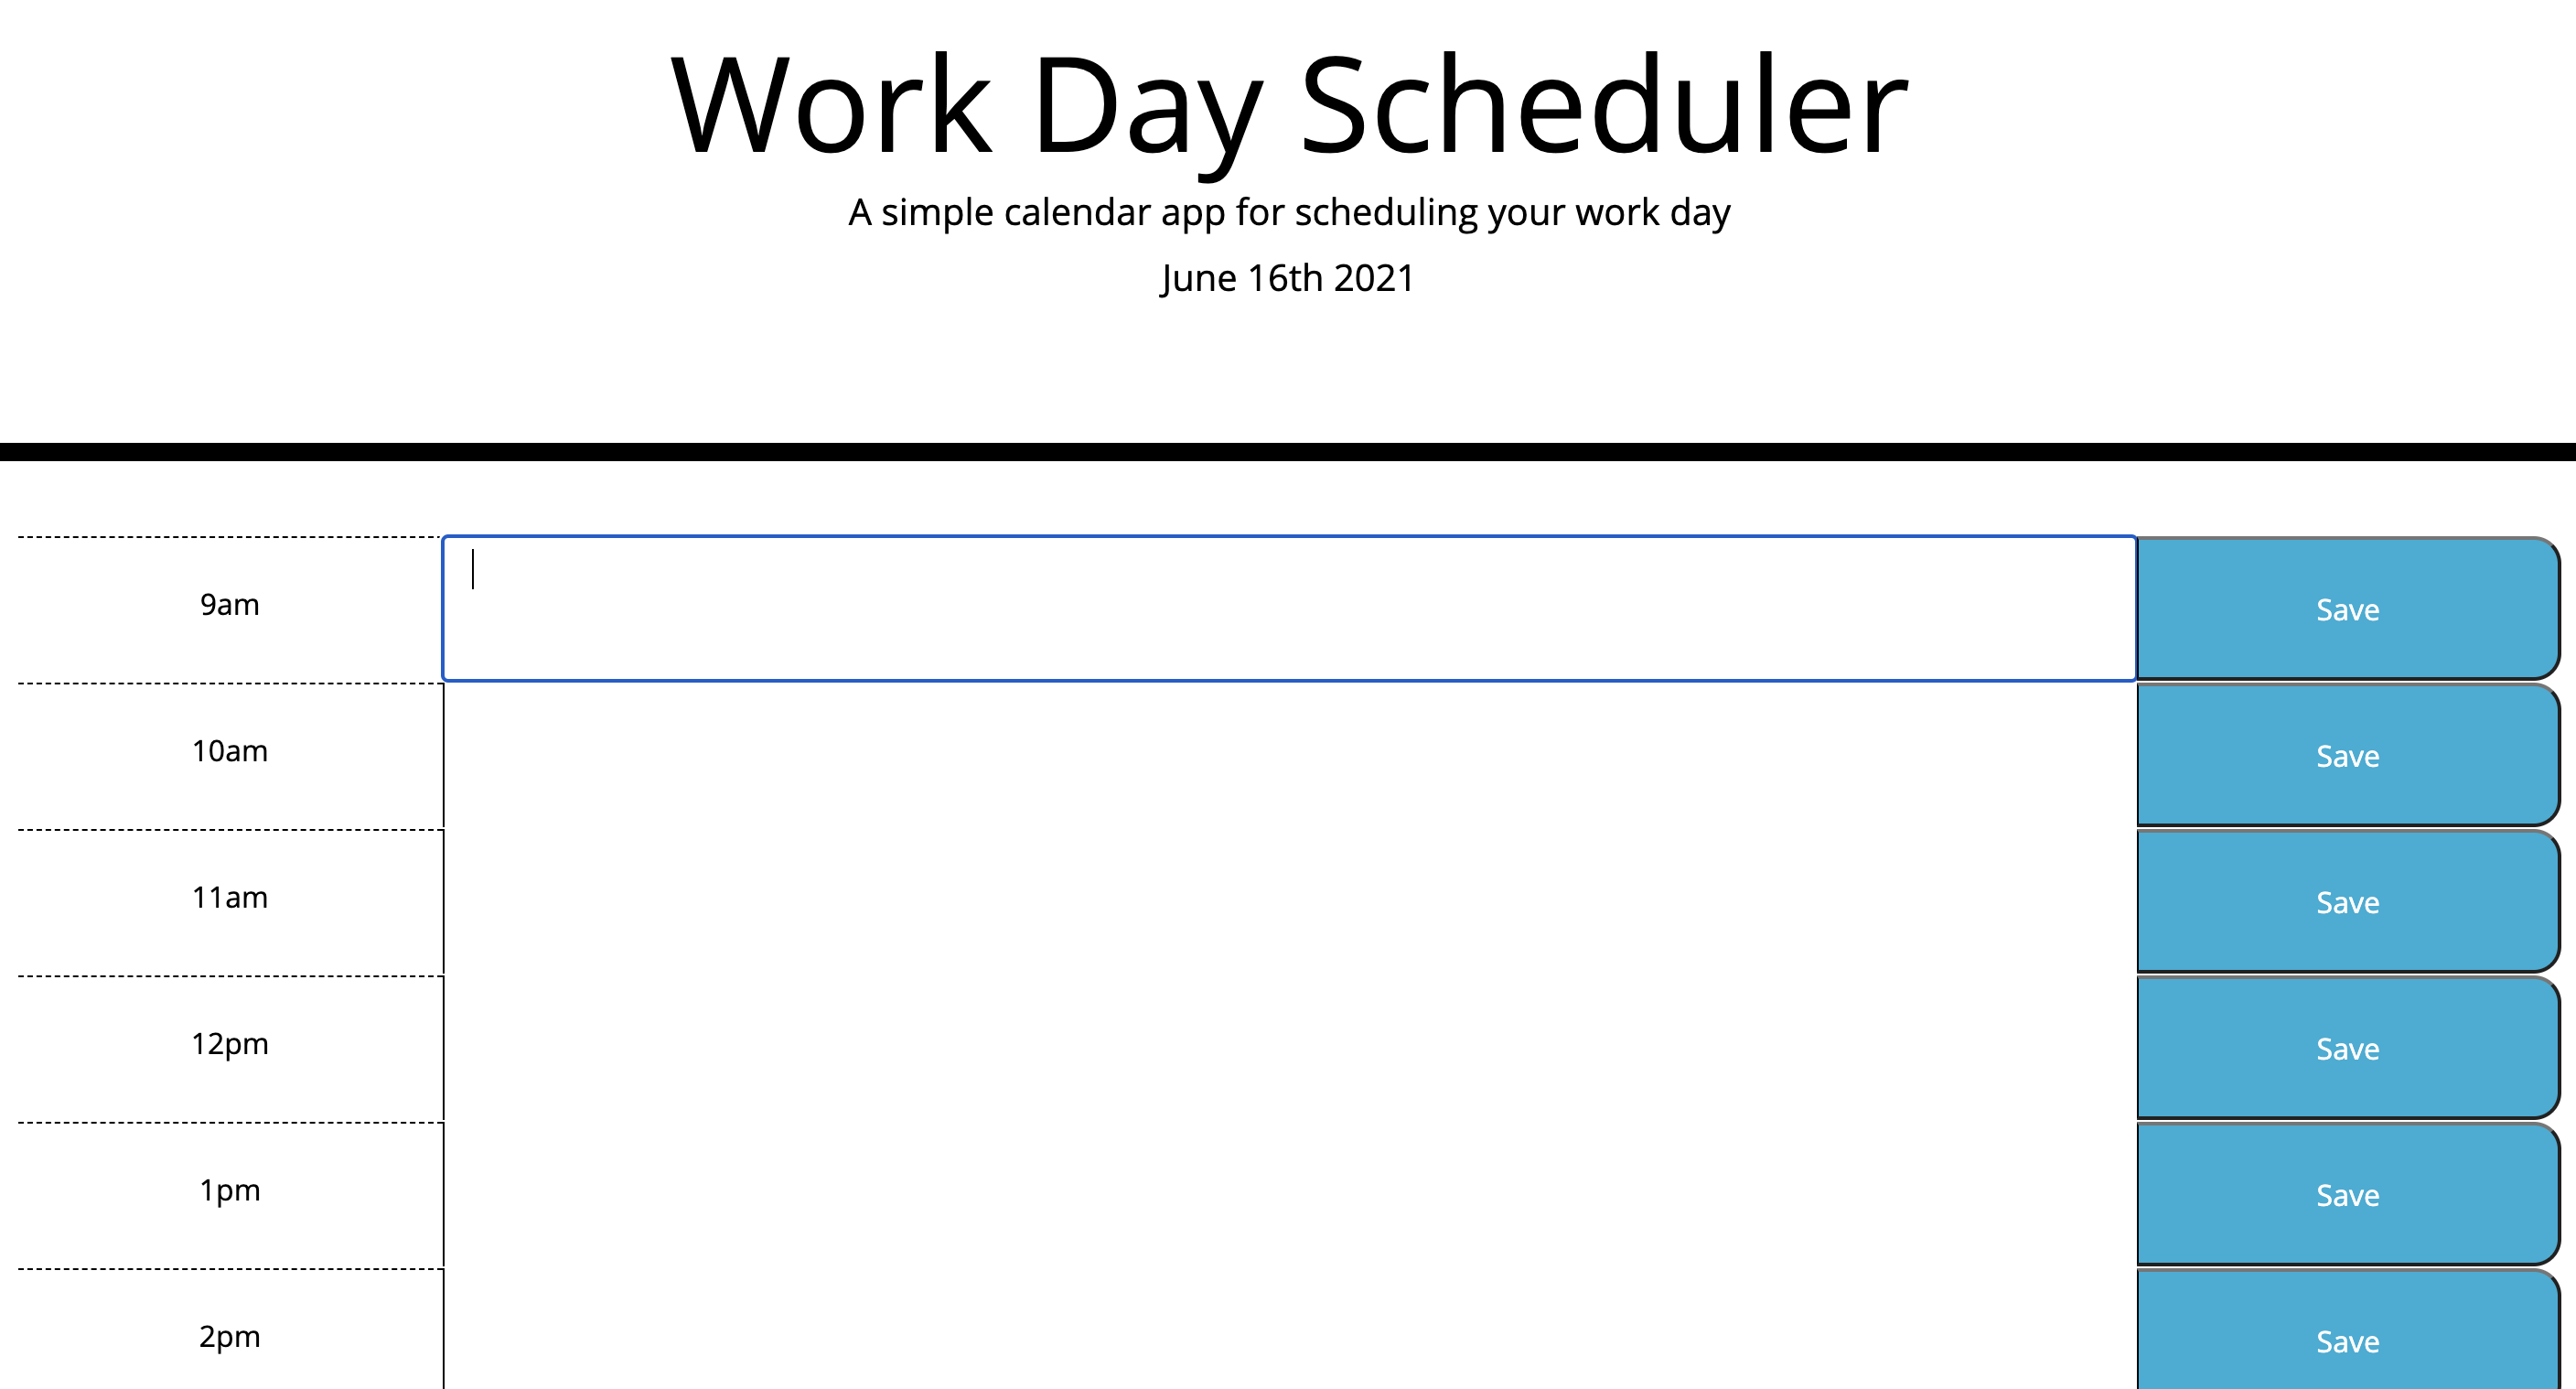 Work Day Scheduler
A simple calendar app for scheduling your work day
June 16th 2021
9am Save
10am Save
11am Save
12pm Save
1pm Save
2pm Save